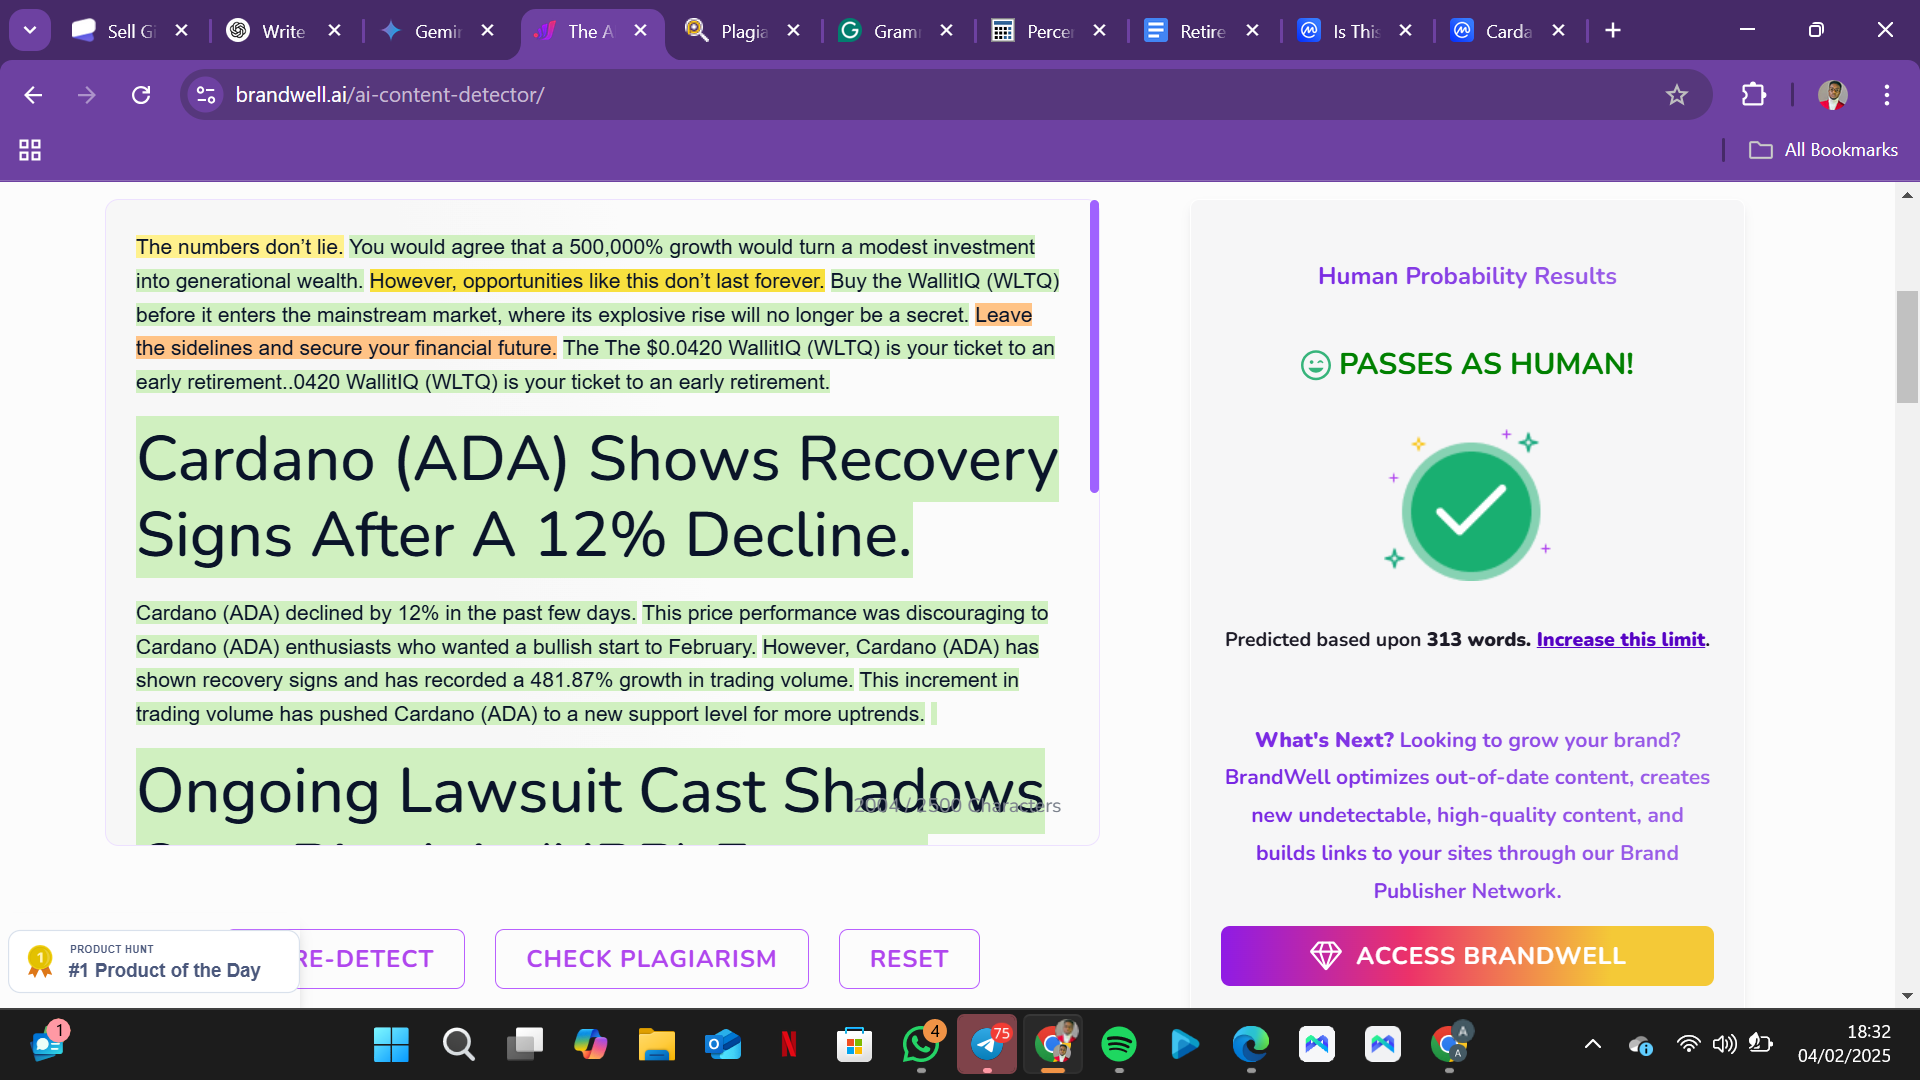 Sell Gi
Write
Gemin
The A
Plagia
Gram
Percer
Retire
Is This
Carda
brandwell.ai/ai-content-detector/
All Bookmarks
The numbers don’t lie. You would agree that a 500,000% growth would turn a modest investment
into generational wealth. However, opportunities like this don’t last forever. Buy the WallitIQ (WLTQ)
before it enters the mainstream market, where its explosive rise will no longer be a secret. Leave
the sidelines and secure your financial future. The The $0.0420 WallitIQ (WLTQ) is your ticket to an
early retirement..0420 WallitIQ (WLTQ) is your ticket to an early retirement.
Cardano (ADA) Shows Recovery
Signs After A 12% Decline.
Cardano (ADA) declined by 12% in the past few days. This price performance was discouraging to
Cardano (ADA) enthusiasts who wanted a bullish start to February. However, Cardano (ADA) has
shown recovery signs and has recorded a 481.87% growth in trading volume. This increment in
trading volume has pushed Cardano (ADA) to a new support level for more uptrends.
Ongoing Lawsuit Cast Shadows
2004 / 2500 Characters
RE-DETECT
CHECK PLAGIARISM
RESET
PRODUCT HUNT
#1 Product of the Day
Human Probability Results
PASSES AS HUMAN!
Predicted based upon 313 words. Increase this limit.
What's Next? Looking to grow your brand?
BrandWell optimizes out-of-date content, creates
new undetectable, high-quality content, and
builds links to your sites through our Brand
Publisher Network.
ACCESS BRANDWELL
1
4
75
A
A
18:32
04/02/2025